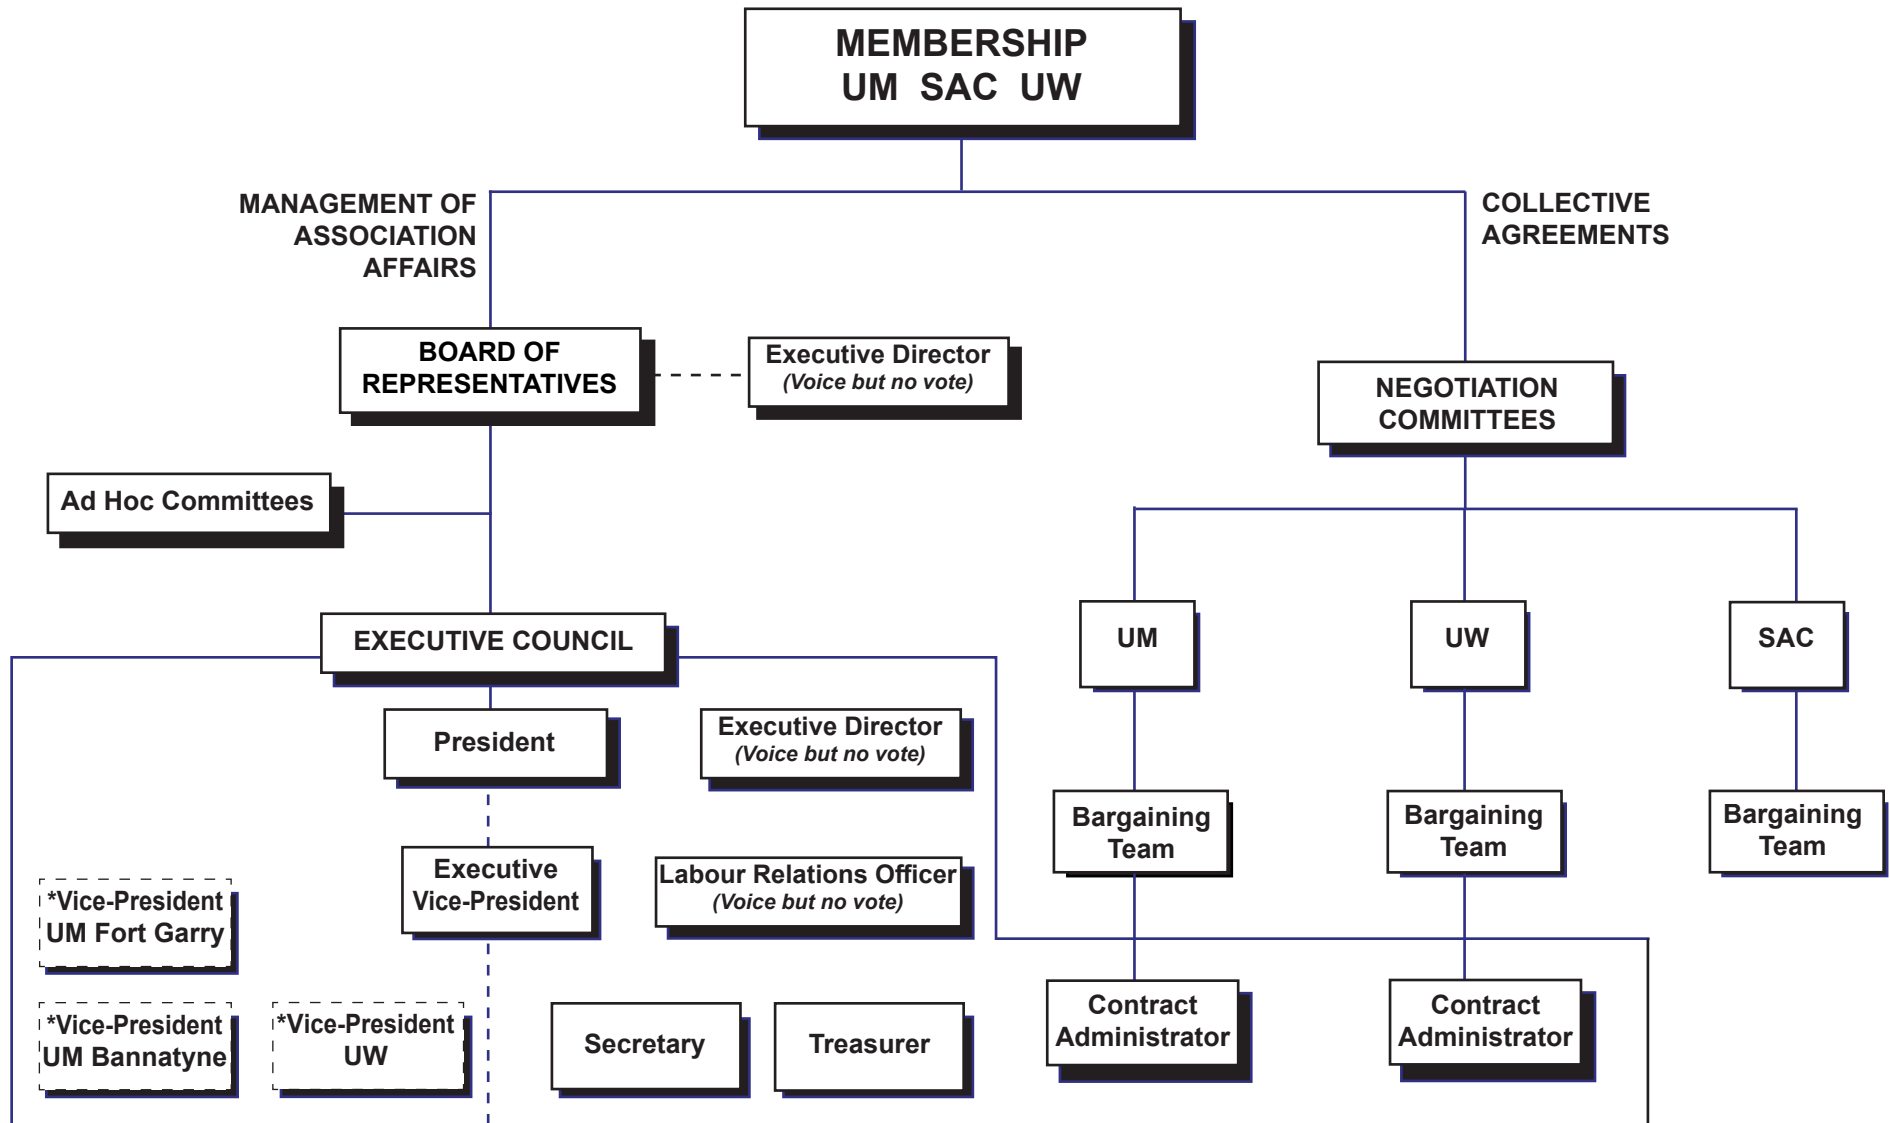 MEMBERSHIP
UM SAC UW
MANAGEMENT OF
ASSOCIATION
AFFAIRS
COLLECTIVE
AGREEMENTS
BOARD OF
REPRESENTATIVES
Executive Director
(Voice but no vote)
NEGOTIATION
COMMITTEES
Ad Hoc Committees
EXECUTIVE COUNCIL
UM
UW
SAC
President
Executive Director
(Voice but no vote)
Bargaining
Team
Bargaining
Team
Bargaining
Team
Executive
Vice-President
Labour Relations Officer
(Voice but no vote)
*Vice-President
UM Fort Garry
*Vice-President
UM Bannatyne
*Vice-President
UW
Secretary
Treasurer
Contract
Administrator
Contract
Administrator